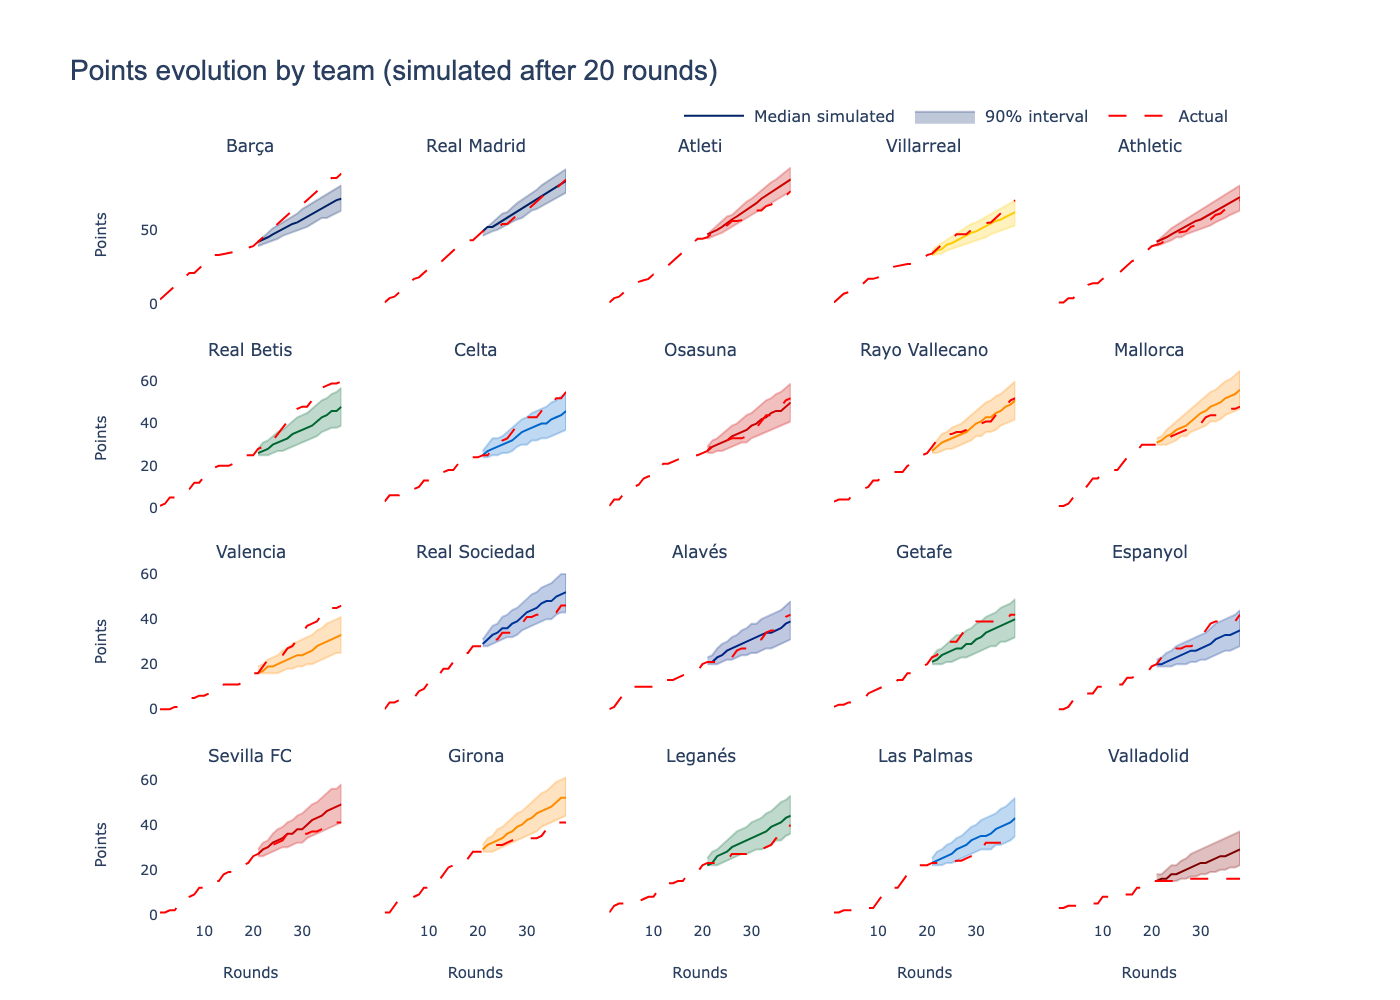 Points evolution by team (simulated after 20 rounds)
Median simulated 90% interval Actual
Barça Real Madrid Atleti Villarreal Athletic
Points
50
0
Real Betis Celta Osasuna Rayo Vallecano Mallorca
Points
60
40
20
0
Valencia Real Sociedad Alavés Getafe Espanyol
Points
60
40
20
0
Sevilla FC Girona Leganés Las Palmas Valladolid
Points
60
40
20
0
10 20 30 10 20 30 10 20 30 10 20 30 10 20 30
Rounds Rounds Rounds Rounds Rounds